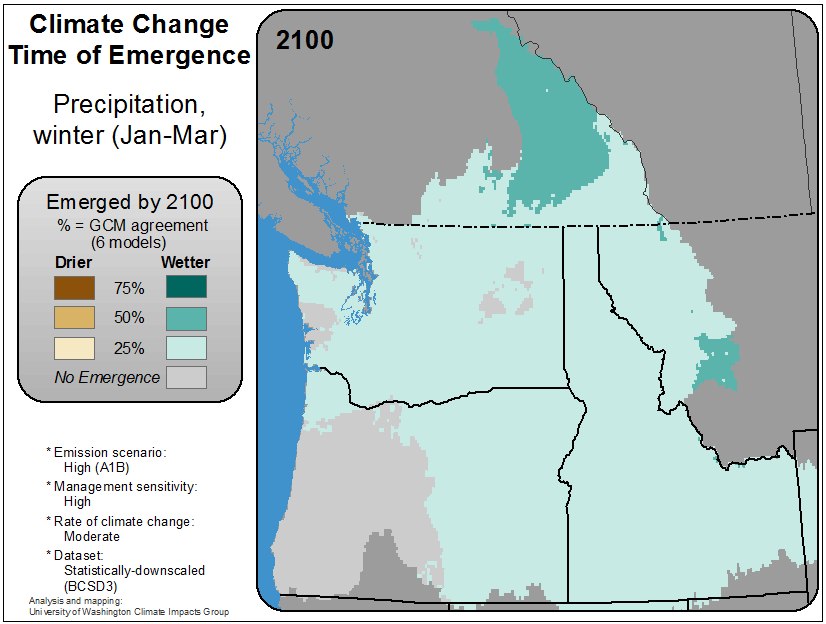 Climate Change
Time of Emergence
Precipitation,
winter (Jan-Mar)
Emerged by 2100
% = GCM agreement
(6 models)
Drier Wetter
75%
50%
25%
No Emergence
* Emission scenario:
High (A1B)
* Management sensitivity:
High
* Rate of climate change:
Moderate
* Dataset:
Statistically-downscaled
(BCSD3)
Analysis and mapping:
University of Washington Climate Impacts Group
2100